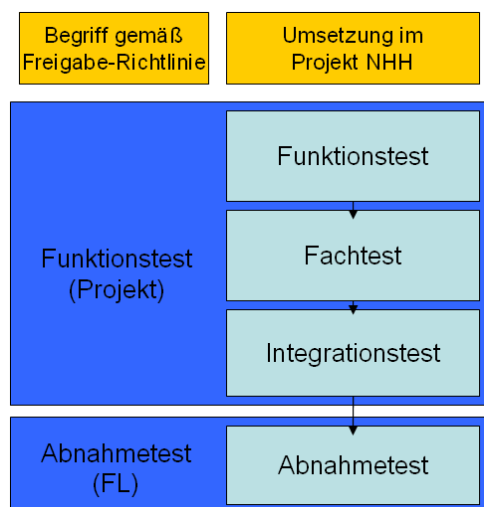 Begriff gemäß
Freigabe-Richtlinie
Umsetzung im
Projekt NHH
Funktionstest
(Projekt)
Funktionstest
Fachtest
Integrationstest
Abnahmetest
(FL)
Abnahmetest